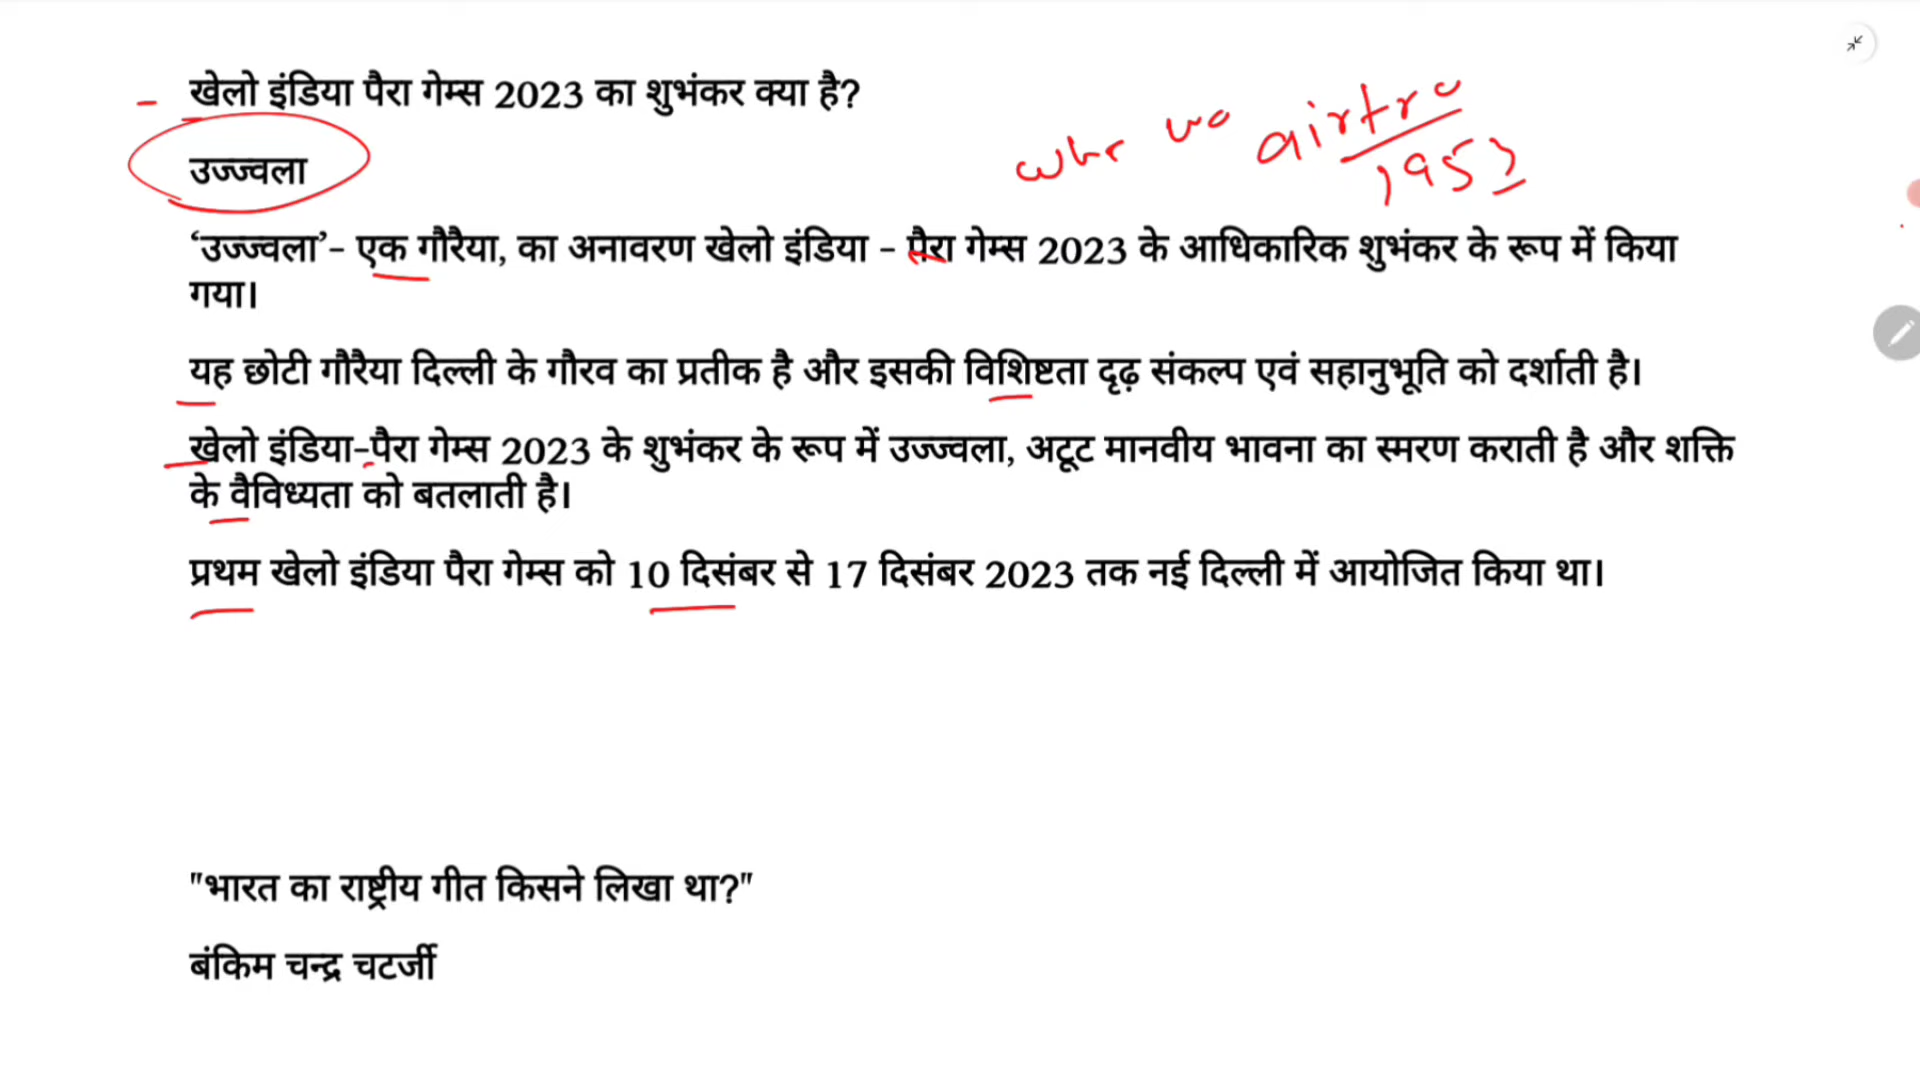 खेलो इंडिया पैरा गेम्स 2023 का शुभंकर क्या है?
उज्ज्वला
1953
‘उज्ज्वला’- एक गौरैया, का अनावरण खेलो इंडिया - पैरा गेम्स 2023 के आधिकारिक शुभंकर के रूप में किया
गया।
यह छोटी गौरैया दिल्ली के गौरव का प्रतीक है और इसकी विशिष्टता दृढ़ संकल्प एवं सहानुभूति को दर्शाती है।
खेलो इंडिया-पैरा गेम्स 2023 के शुभंकर के रूप में उज्ज्वला, अटूट मानवीय भावना का स्मरण कराती है और शक्ति
के वैविध्यता को बतलाती है।
प्रथम खेलो इंडिया पैरा गेम्स को 10 दिसंबर से 17 दिसंबर 2023 तक नई दिल्ली में आयोजित किया था।
"भारत का राष्ट्रीय गीत किसने लिखा था?"
बंकिम चन्द्र चटर्जी